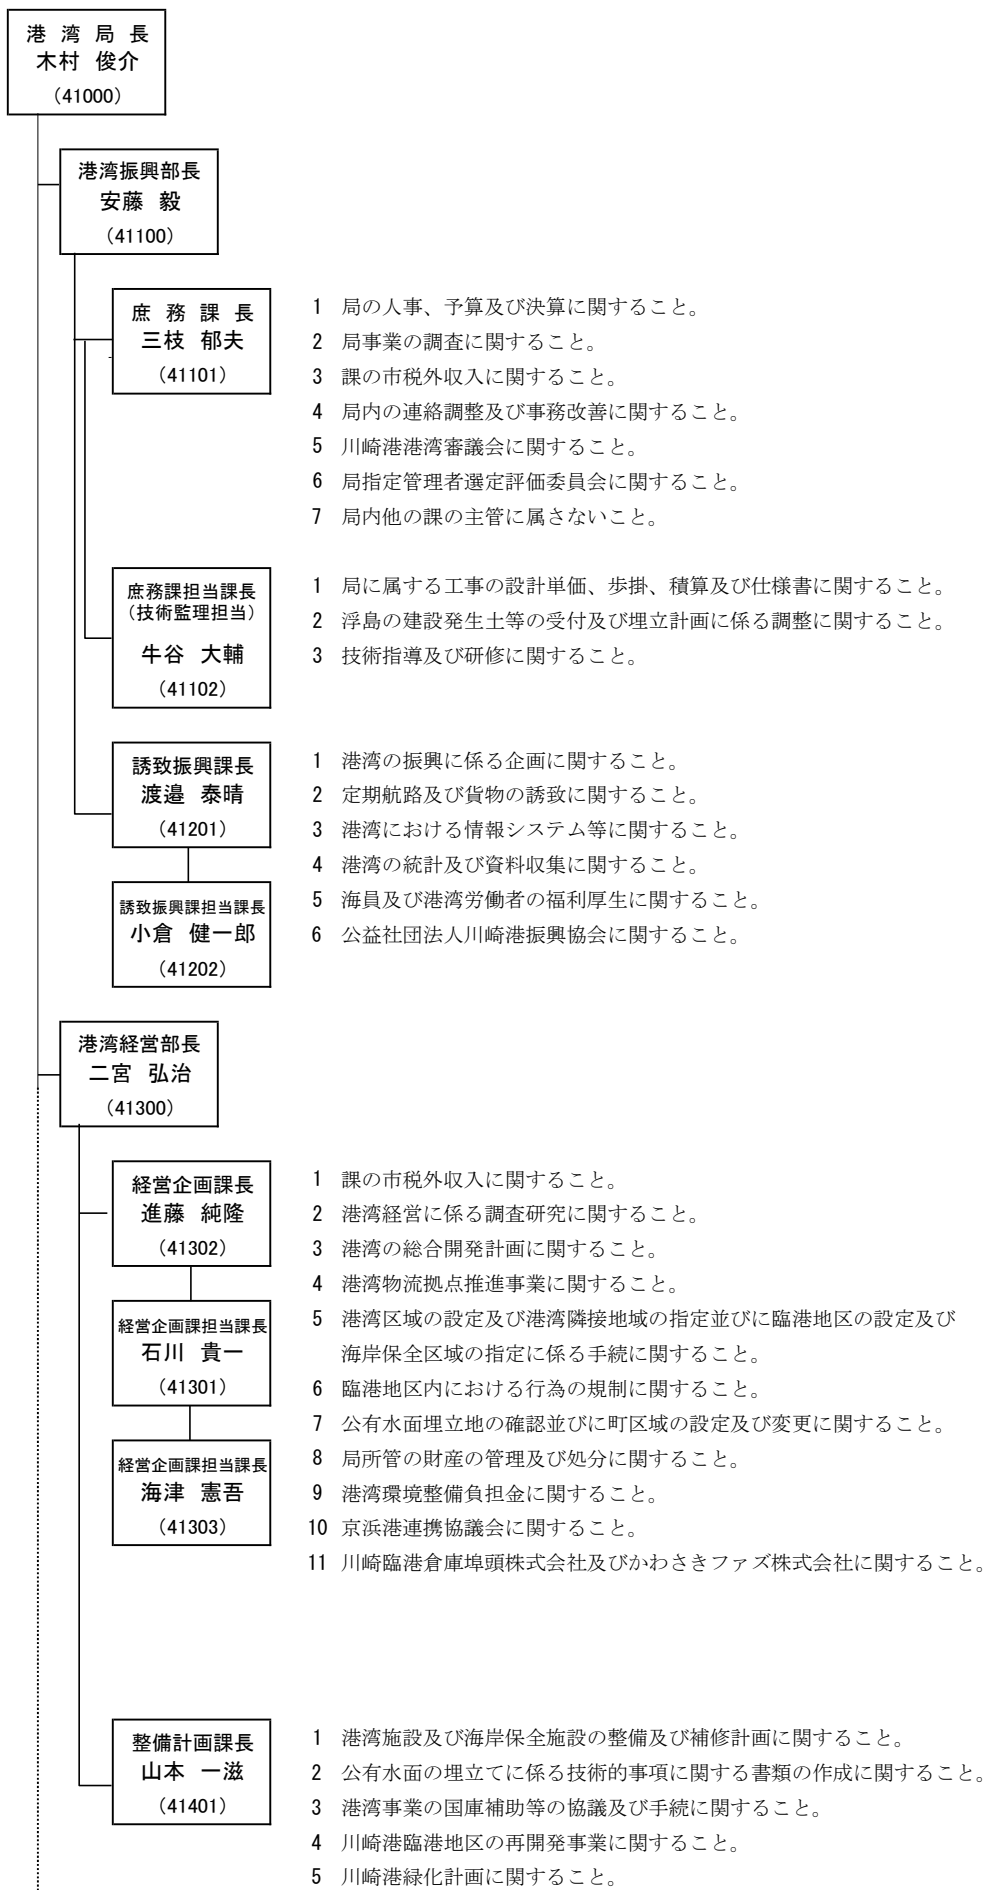 港湾局長
木村 俊介
(41000)
港湾振興部長
安藤 毅
(41100)
庶務課長
三枝 郁夫
(41101)
1 局の人事、予算及び決算に関すること。
2 局事業の調査に関すること。
3 課の市税外収入に関すること。
4 局内の連絡調整及び事務改善に関すること。
5 川崎港港湾審議会に関すること。
6 局指定管理者選定評価委員会に関すること。
7 局内他の課の主管に属さないこと。
庶務課担当課長
(技術監理担当)
牛谷 大輔
(41102)
1 局に属する工事の設計単価、歩掛、積算及び仕様書に関すること。
2 浮島の建設発生土等の受付及び埋立計画に係る調整に関すること。
3 技術指導及び研修に関すること。
誘致振興課長
渡邉 泰晴
(41201)
誘致振興課担当課長
小倉 健一郎
(41202)
1 港湾の振興に係る企画に関すること。
2 定期航路及び貨物の誘致に関すること。
3 港湾における情報システム等に関すること。
4 港湾の統計及び資料収集に関すること。
5 海員及び港湾労働者の福利厚生に関すること。
6 公益社団法人川崎港振興協会に関すること。
港湾経営部長
二宮 弘治
(41300)
経営企画課長
進藤 純隆
(41302)
経営企画課担当課長
石川 貴一
(41301)
経営企画課担当課長
海津 憲吾
(41303)
1 課の市税外収入に関すること。
2 港湾経営に係る調査研究に関すること。
3 港湾の総合開発計画に関すること。
4 港湾物流拠点推進事業に関すること。
5 港湾区域の設定及び港湾隣接地域の指定並びに臨港地区の設定及び
海岸保全区域の指定に係る手続に関すること。
6 臨港地区内における行為の規制に関すること。
7 公有水面埋立地の確認並びに町区域の設定及び変更に関すること。
8 局所管の財産の管理及び処分に関すること。
9 港湾環境整備負担金に関すること。
10 京浜港連携協議会に関すること。
11 川崎臨港倉庫埠頭株式会社及びかわさきファズ株式会社に関すること。
整備計画課長
山本 一滋
(41401)
1 港湾施設及び海岸保全施設の整備及び補修計画に関すること。
2 公有水面の埋立てに係る技術的事項に関する書類の作成に関すること。
3 港湾事業の国庫補助等の協議及び手続に関すること。
4 川崎港臨港地区の再開発事業に関すること。
5 川崎港緑化計画に関すること。